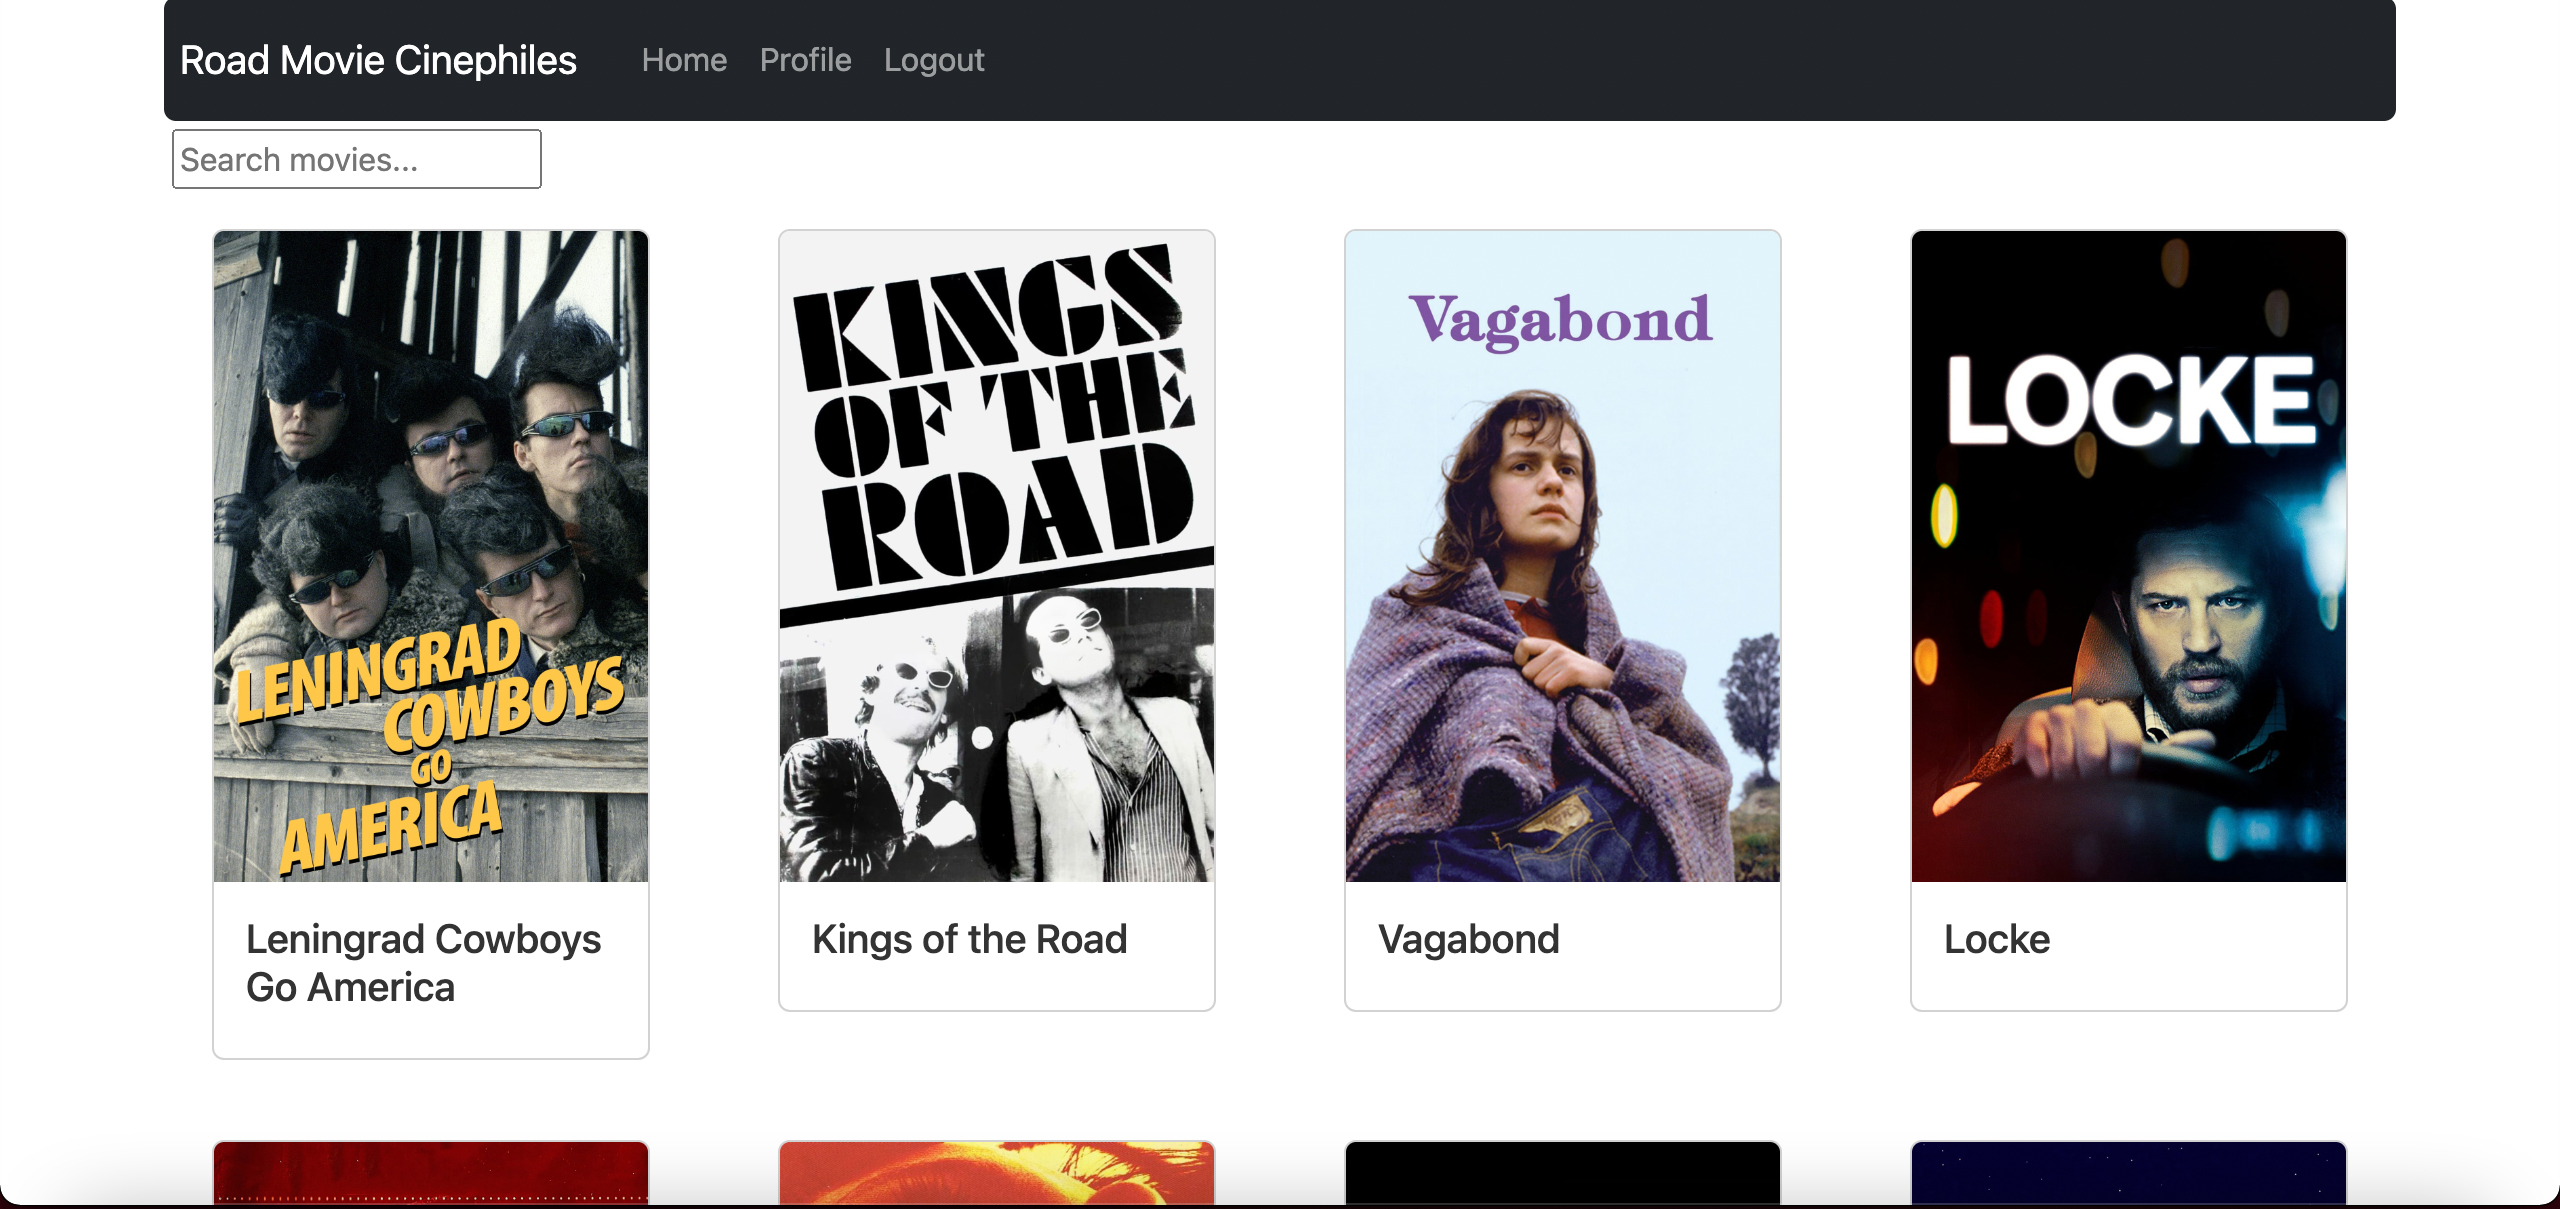 Road Movie Cinephiles Home Profile Logout
Search movies...
LENINGRAD
COWBOYS
GO
AMERICA
KINGS
OF THE
ROAD
Vagabond
LOCKE
Leningrad Cowboys
Go America
Kings of the Road
Vagabond
Locke